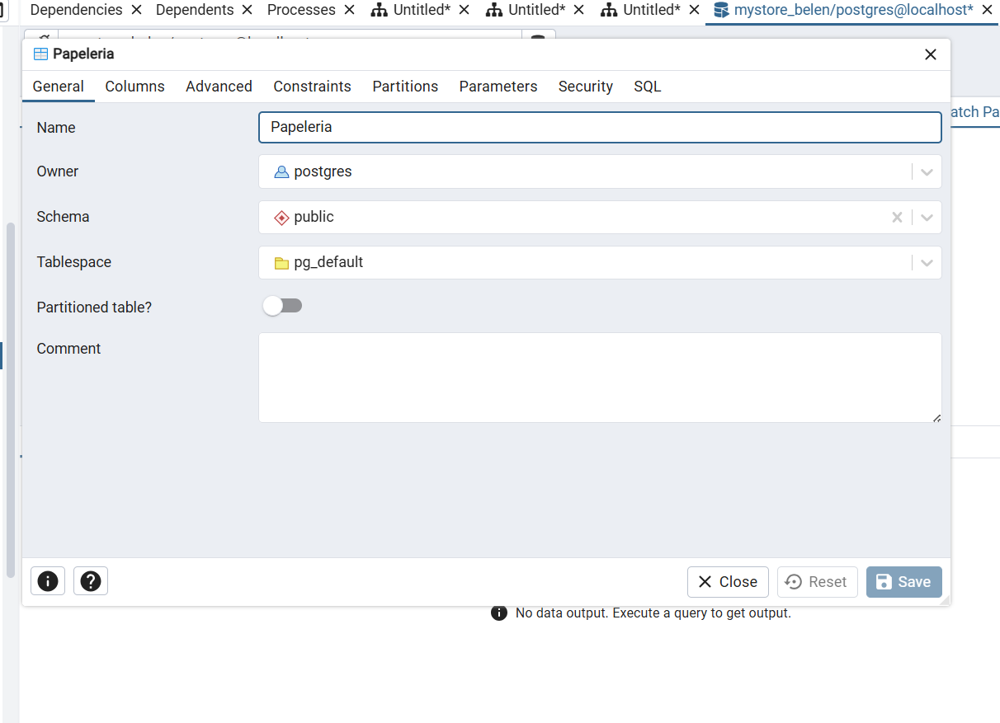 Dependencies Dependents Processes Untitled* Untitled* Untitled* mystore_belen/postgres@localhost*
Papeleria
General Columns Advanced Constraints Partitions Parameters Security SQL
atch Pa
Name Papeleria
Owner postgres
Schema public
Tablespace pg_default
Partitioned table?
Comment
Close Reset Save
No data output. Execute a query to get output.